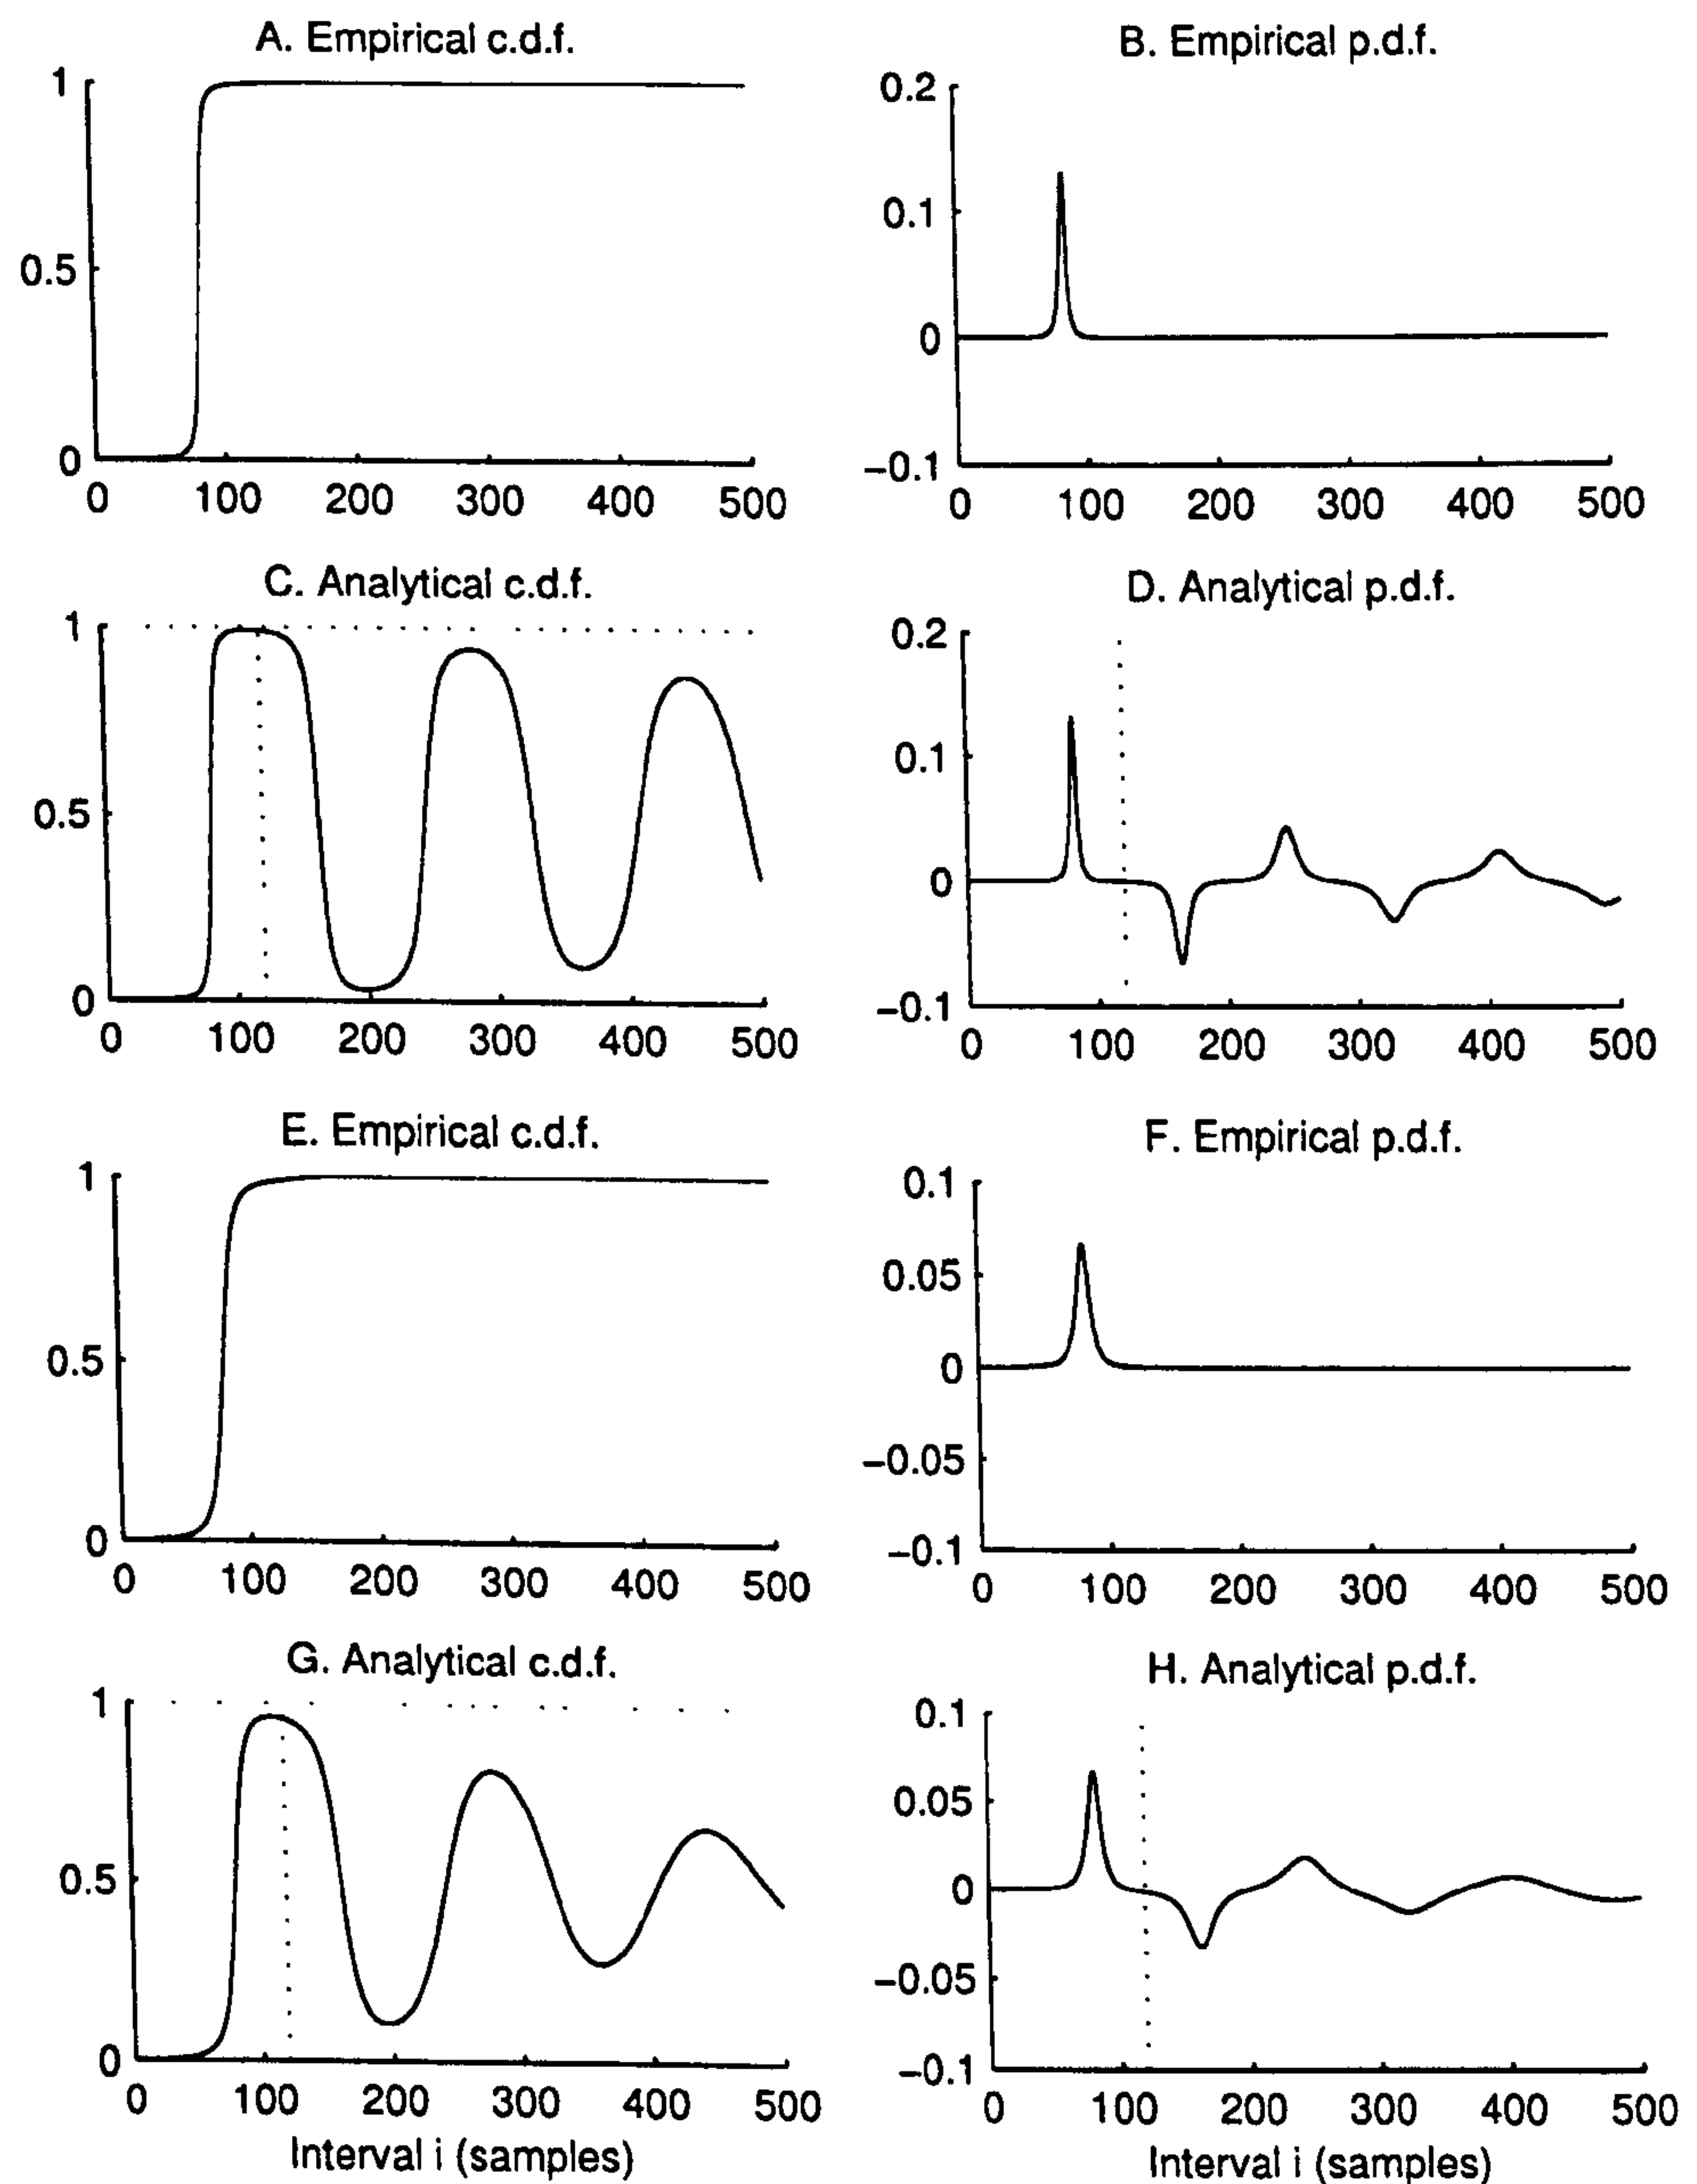 A. Empirical c.d.f.
1
0.5
0
0 100 200 300 400 500
B. Empirical p.d.f.
0.2
0.1
0
−0.1
0 100 200 300 400 500
C. Analytical c.d.f.
1
0.5
0
0 100 200 300 400 500
D. Analytical p.d.f.
0.2
0.1
0
−0.1
0 100 200 300 400 500
E. Empirical c.d.f.
1
0.5
0
0 100 200 300 400 500
F. Empirical p.d.f.
0.1
0.05
0
−0.05
−0.1
0 100 200 300 400 500
G. Analytical c.d.f.
1
0.5
0
0 100 200 300 400 500
Interval i (samples)
H. Analytical p.d.f.
0.1
0.05
0
−0.05
−0.1
0 100 200 300 400 500
Interval i (samples)